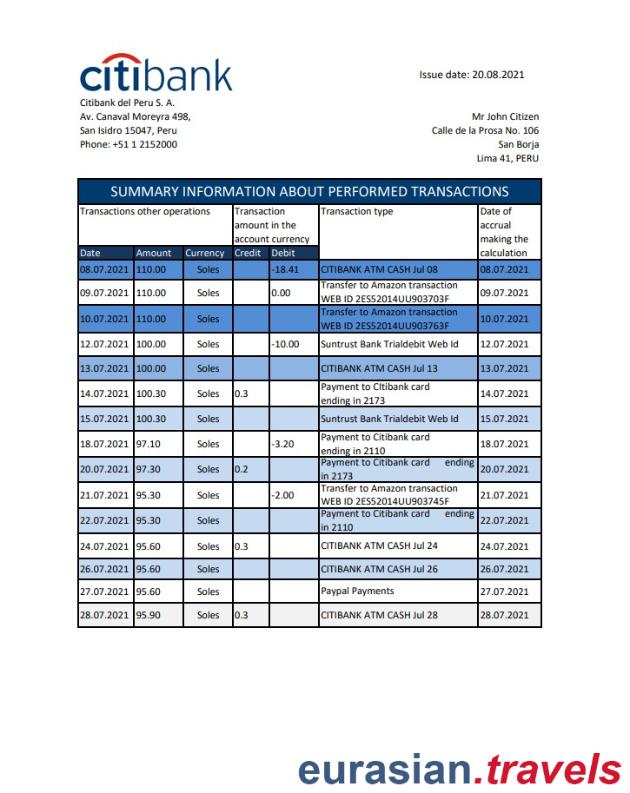 citibank
Issue date: 20.08.2021
Citibank del Peru S. A.
Av. Canaval Moreyra 498,
San Isidro 15047, Peru
Phone: +51 1 2152000
Mr John Citizen
Calle de la Prosa No. 106
San Borja
Lima 41, PERU
SUMMARY INFORMATION ABOUT PERFORMED TRANSACTIONS
Transactions other operations
Transaction
amount in the
account currency
Transaction type
Date of
accrual
making the
calculation
Date Amount Currency Credit Debit
08.07.2021 110.00 Soles -18.41 CITIBANK ATM CASH Jul 08 08.07.2021
09.07.2021 110.00 Soles 0.00 Transfer to Amazon transaction
WEB ID 2ES52014UU903703F 09.07.2021
10.07.2021 110.00 Soles Transfer to Amazon transaction
WEB ID 2ES52014UU903763F 10.07.2021
12.07.2021 100.00 Soles -10.00 Suntrust Bank Trialdebit Web Id 12.07.2021
13.07.2021 100.00 Soles CITIBANK ATM CASH Jul 13 13.07.2021
14.07.2021 100.30 Soles 0.3 Payment to CItibank card
ending in 2173 14.07.2021
15.07.2021 100.30 Soles Suntrust Bank Trialdebit Web Id 15.07.2021
18.07.2021 97.10 Soles -3.20 Payment to Citibank card
ending in 2110 18.07.2021
20.07.2021 97.30 Soles 0.2 Payment to Citibank card ending
in 2173 20.07.2021
21.07.2021 95.30 Soles -2.00 Transfer to Amazon transaction
WEB ID 2ES52014UU903745F 21.07.2021
22.07.2021 95.30 Soles Payment to Citibank card ending
in 2110 22.07.2021
24.07.2021 95.60 Soles 0.3 CITIBANK ATM CASH Jul 24 24.07.2021
26.07.2021 95.60 Soles CITIBANK ATM CASH Jul 26 26.07.2021
27.07.2021 95.60 Soles Paypal Payments 27.07.2021
28.07.2021 95.90 Soles 0.3 CITIBANK ATM CASH Jul 28 28.07.2021
eurasian.travels